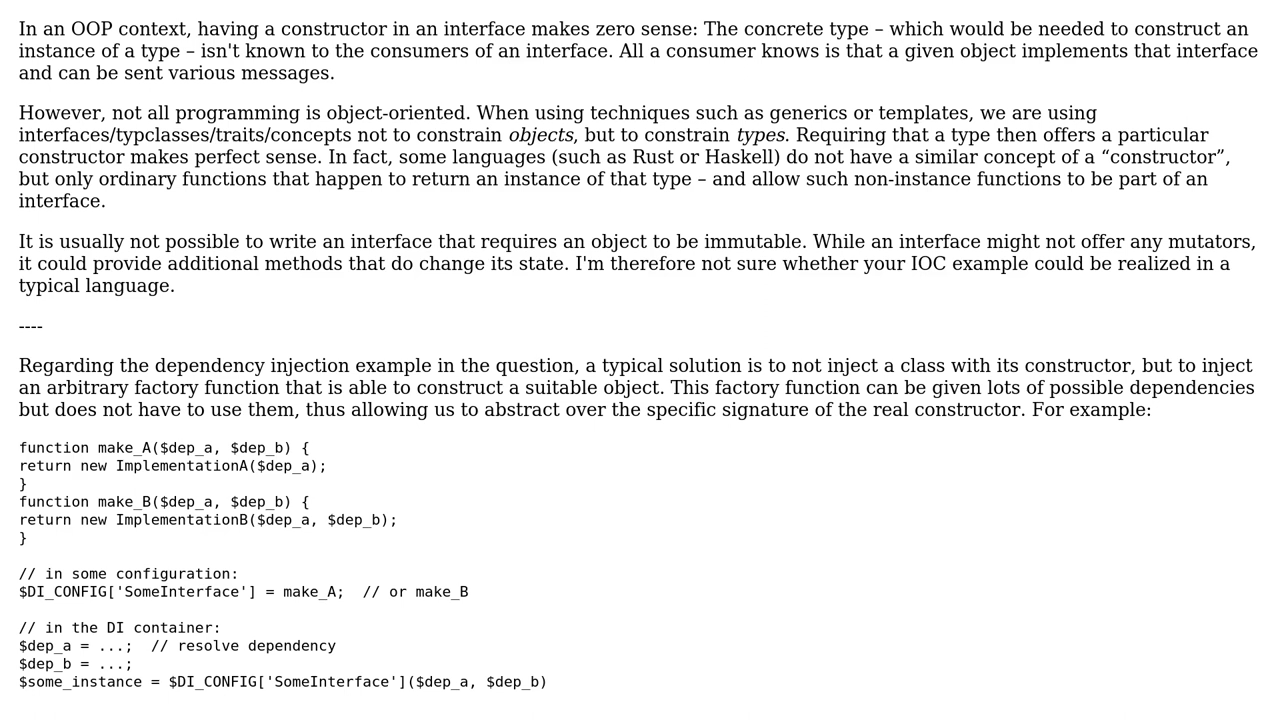 In an OOP context, having a constructor in an interface makes zero sense: The concrete type – which would be needed to construct an
instance of a type – isn't known to the consumers of an interface. All a consumer knows is that a given object implements that interface
and can be sent various messages.
However, not all programming is object-oriented. When using techniques such as generics or templates, we are using
interfaces/typclasses/traits/concepts not to constrain objects, but to constrain types. Requiring that a type then offers a particular
constructor makes perfect sense. In fact, some languages (such as Rust or Haskell) do not have a similar concept of a “constructor”,
but only ordinary functions that happen to return an instance of that type – and allow such non-instance functions to be part of an
interface.
It is usually not possible to write an interface that requires an object to be immutable. While an interface might not offer any mutators,
it could provide additional methods that do change its state. I'm therefore not sure whether your IOC example could be realized in a
typical language.
----
Regarding the dependency injection example in the question, a typical solution is to not inject a class with its constructor, but to inject
an arbitrary factory function that is able to construct a suitable object. This factory function can be given lots of possible dependencies
but does not have to use them, thus allowing us to abstract over the specific signature of the real constructor. For example:
function make_A($dep_a, $dep_b) {
return new ImplementationA($dep_a);
}
function make_B($dep_a, $dep_b) {
return new ImplementationB($dep_a, $dep_b);
}
// in some configuration:
$DI_CONFIG['SomeInterface'] = make_A;  // or make_B
// in the DI container:
$dep_a = ...;  // resolve dependency
$dep_b = ...;
$some_instance = $DI_CONFIG['SomeInterface']($dep_a, $dep_b)